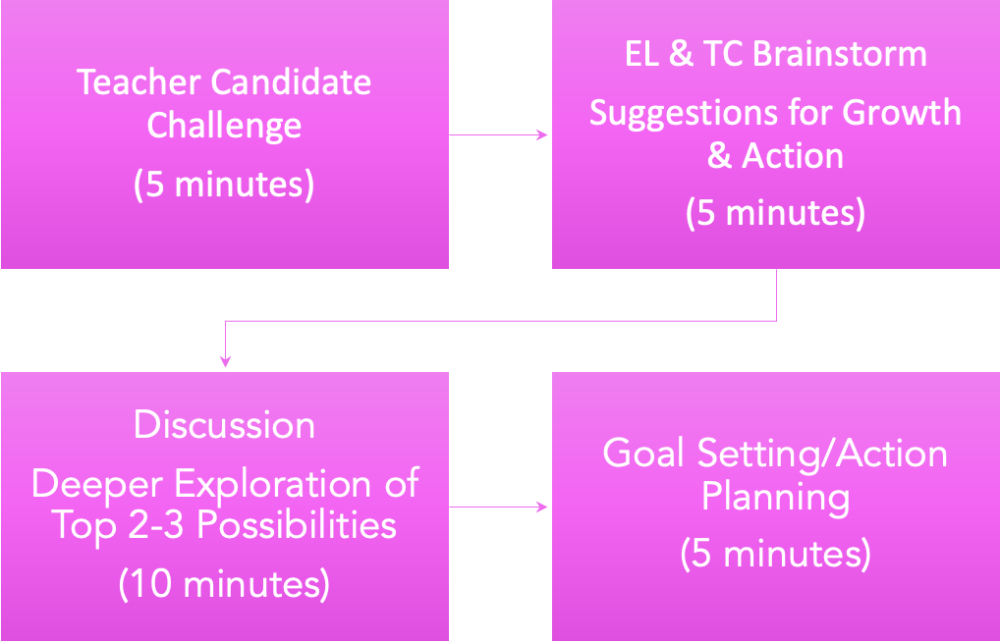 Teacher Candidate
Challenge
(5 minutes)
EL & TC Brainstorm
Suggestions for Growth
& Action
(5 minutes)
Discussion
Deeper Exploration of
Top 2-3 Possibilities
(10 minutes)
Goal Setting/Action
Planning
(5 minutes)